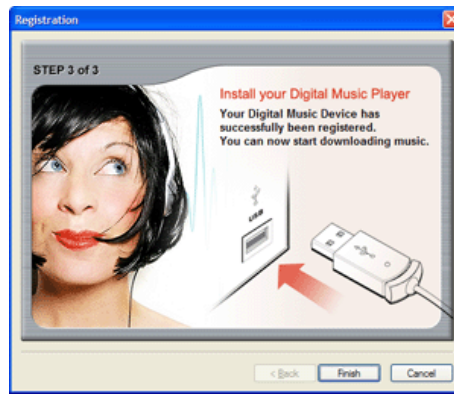 Registration
STEP 3 of 3
Install your Digital Music Player
Your Digital Music Device has
successfully been registered.
You can now start downloading music.
USB
< Back
Finish
Cancel